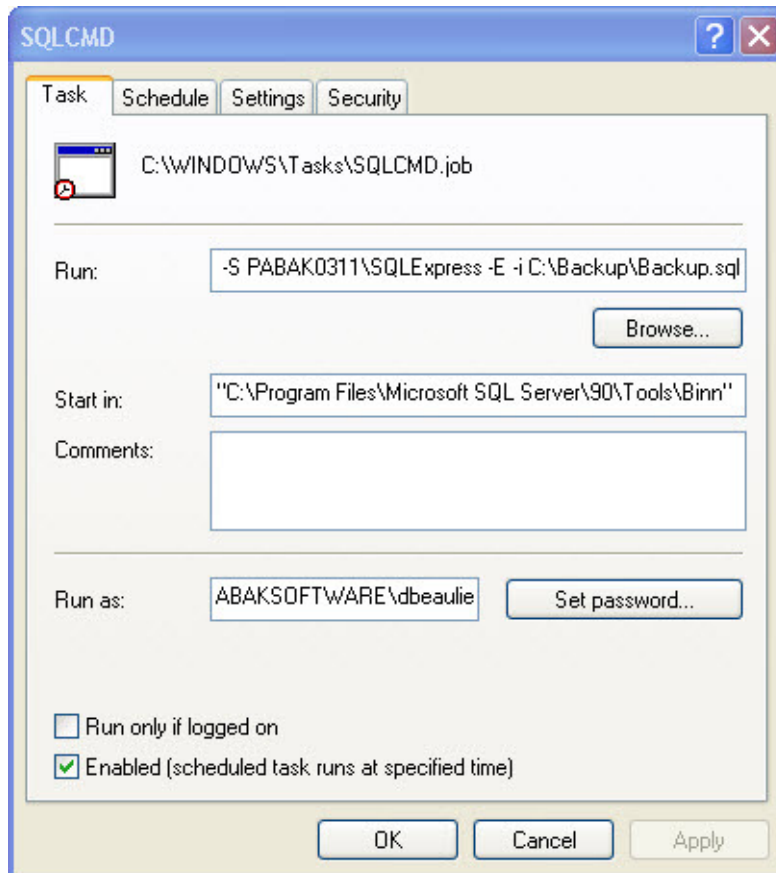 SQLCMD
Task Schedule Settings Security
C:\WINDOWS\Tasks\SQLCMD.job
Run: -S PABAK0311\SQLExpress -E -i C:\Backup\Backup.sql
Browse...
Start in: "C:\Program Files\Microsoft SQL Server\90\Tools\Binn"
Comments:
Run as: ABAKSOFTWARE\dbeaulie Set password...
Run only if logged on
Enabled (scheduled task runs at specified time)
OK Cancel Apply